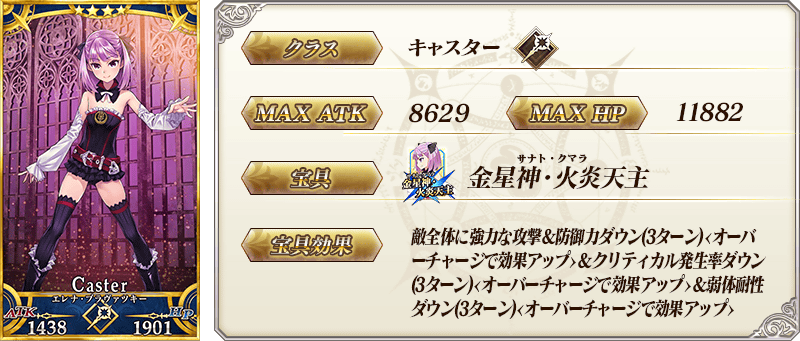 Caster
エレナ・ブラヴァツキー
ATK HP
1438 1901
クラス キャスター
MAX ATK 8629 MAX HP 11882
サナト・クマラ
宝具 金星神・火炎天主 金星神・火炎天主
宝具効果
敵全体に強力な攻撃&防御力ダウン(3ターン)<オーバ
ーチャージで効果アップ>&クリティカル発生率ダウン
(3ターン)<オーバーチャージで効果アップ>&弱体耐性
ダウン(3ターン)<オーバーチャージで効果アップ>